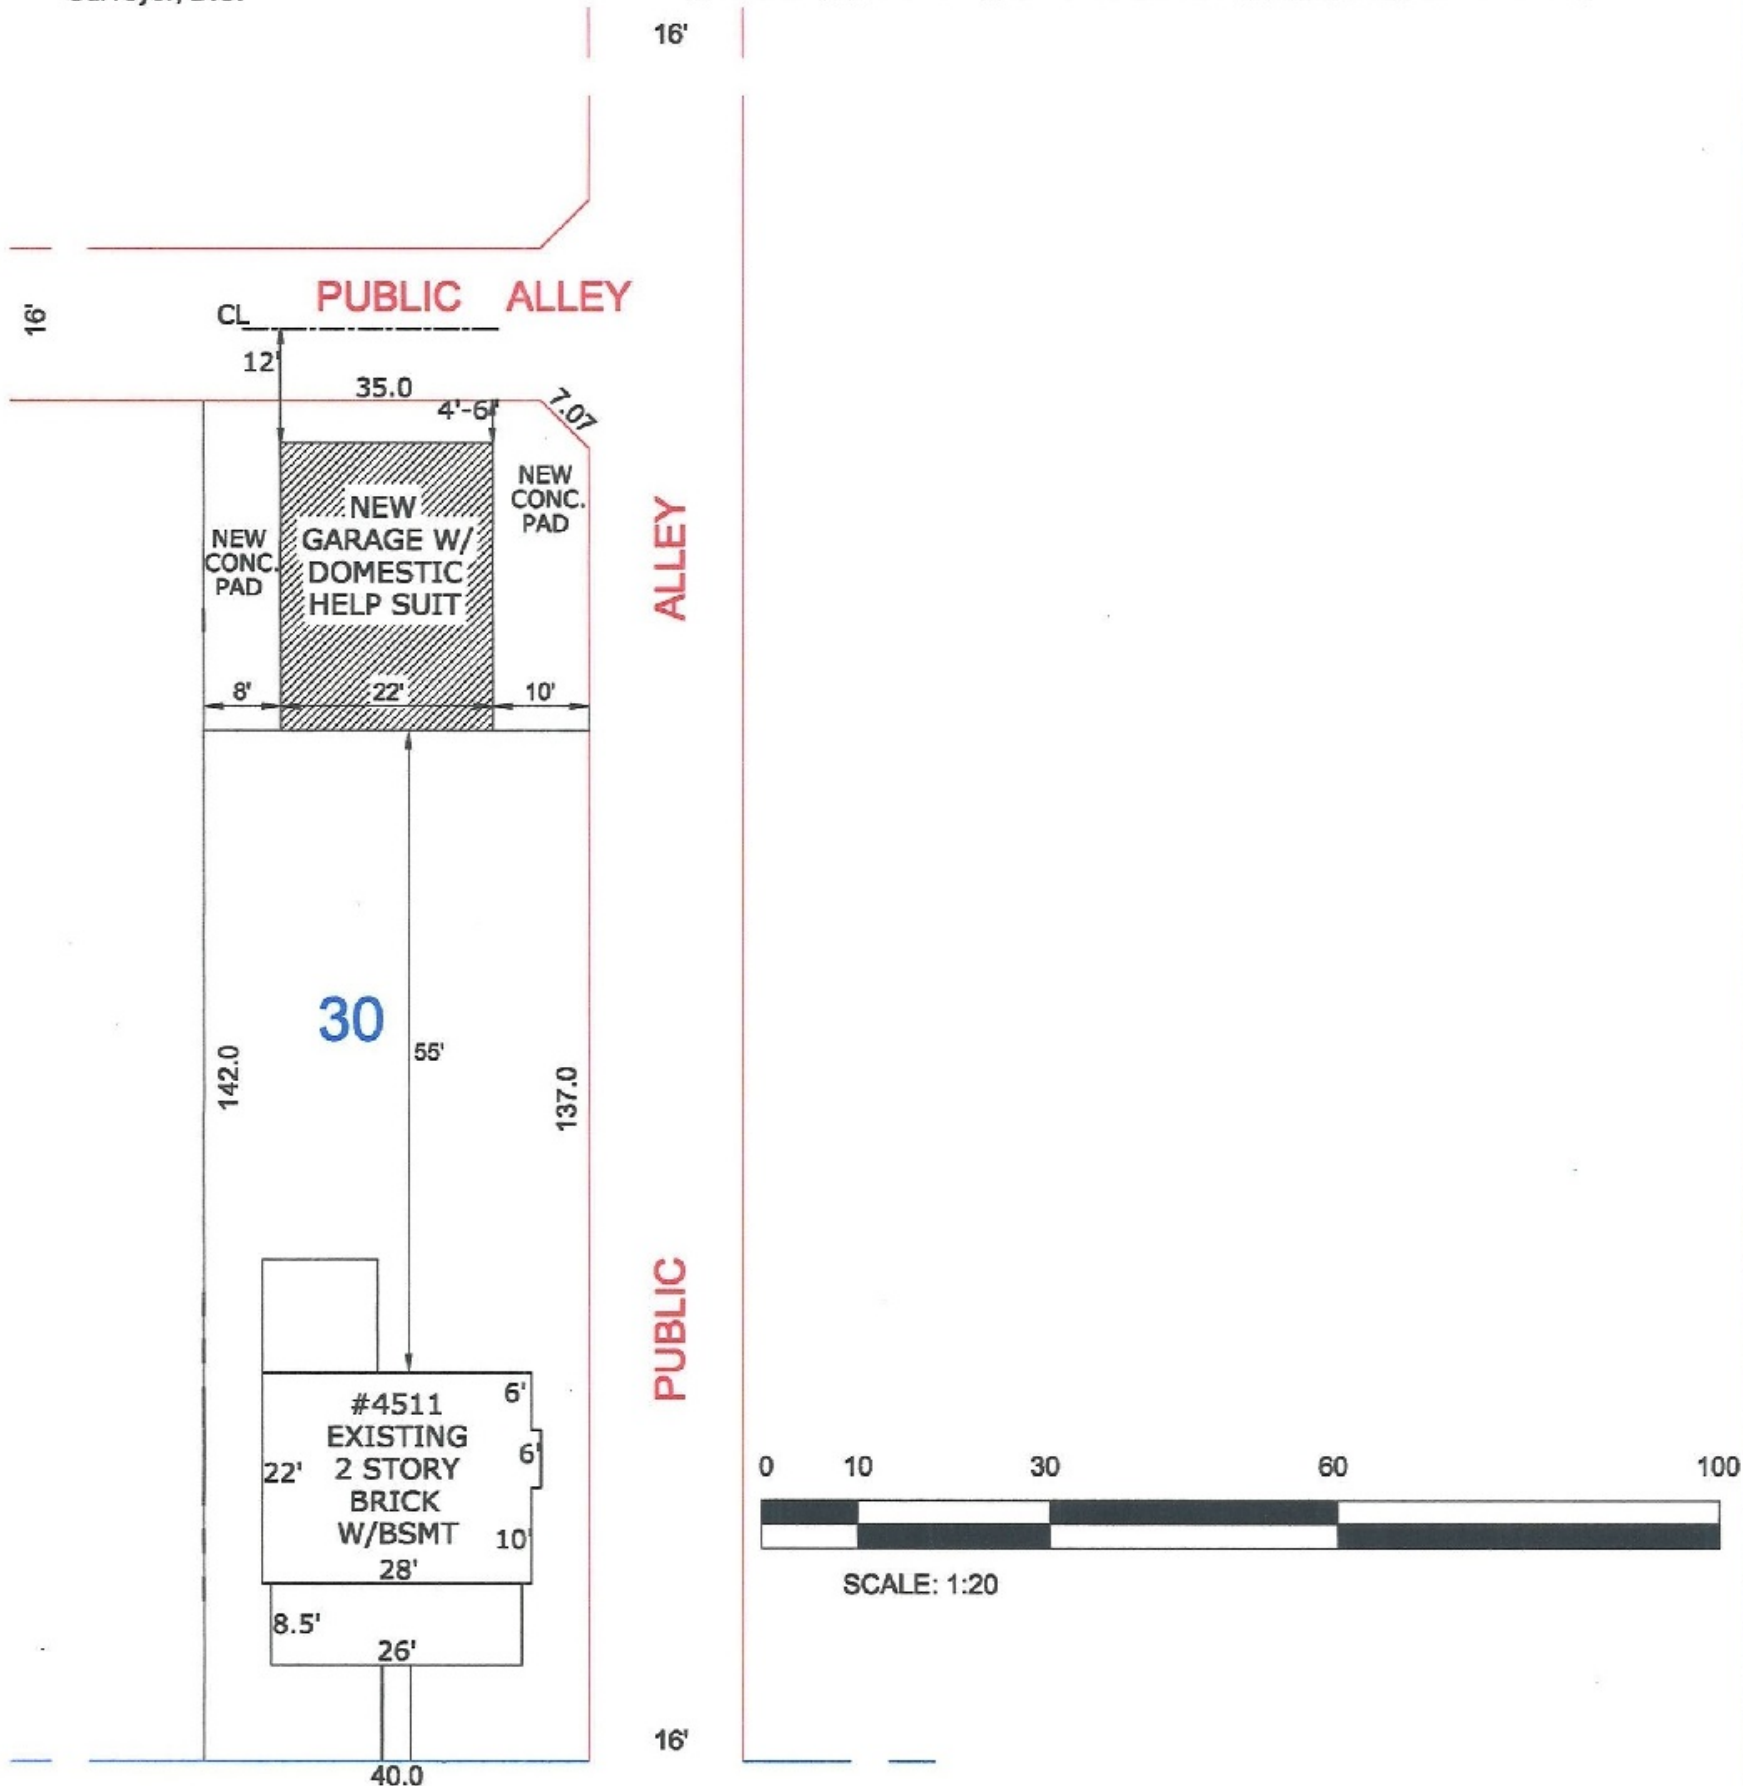 16'
PUBLIC ALLEY
16'
CL
12'
35.0
4'-6"
7.07
NEW
CONC.
PAD
NEW
GARAGE W/
DOMESTIC
HELP SUIT
NEW
CONC.
PAD
ALLEY
8'
22'
10'
30
55'
142.0
137.0
PUBLIC
#4511
EXISTING
2 STORY
BRICK
W/BSMT
6'
6'
22'
10'
28'
8.5'
26'
0 10 30 60 100
SCALE: 1:20
16'
40.0